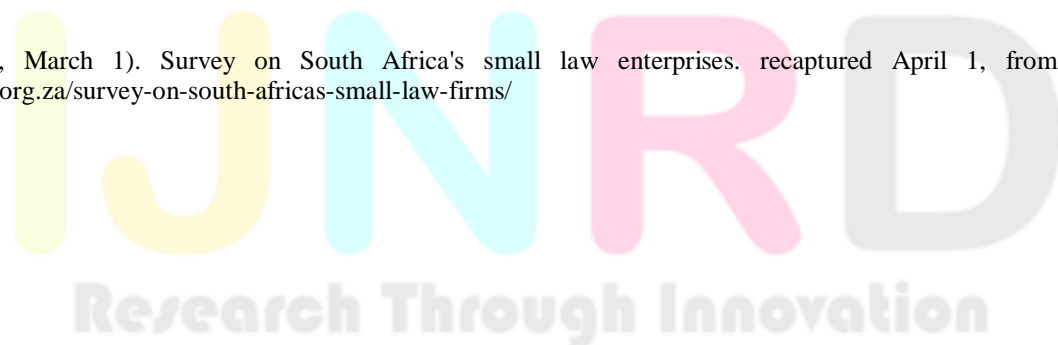 , March 1). Survey on South Africa's small law enterprises. recaptured April 1, from
org.za/survey-on-south-africas-small-law-firms/
IJNRD
Research Through Innovation